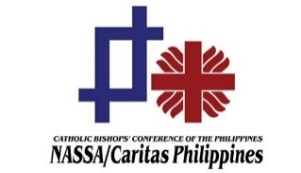 CATHOLIC BISHOPS' CONFERENCE OF THE PHILIPPINES
NASSA/Caritas Philippines